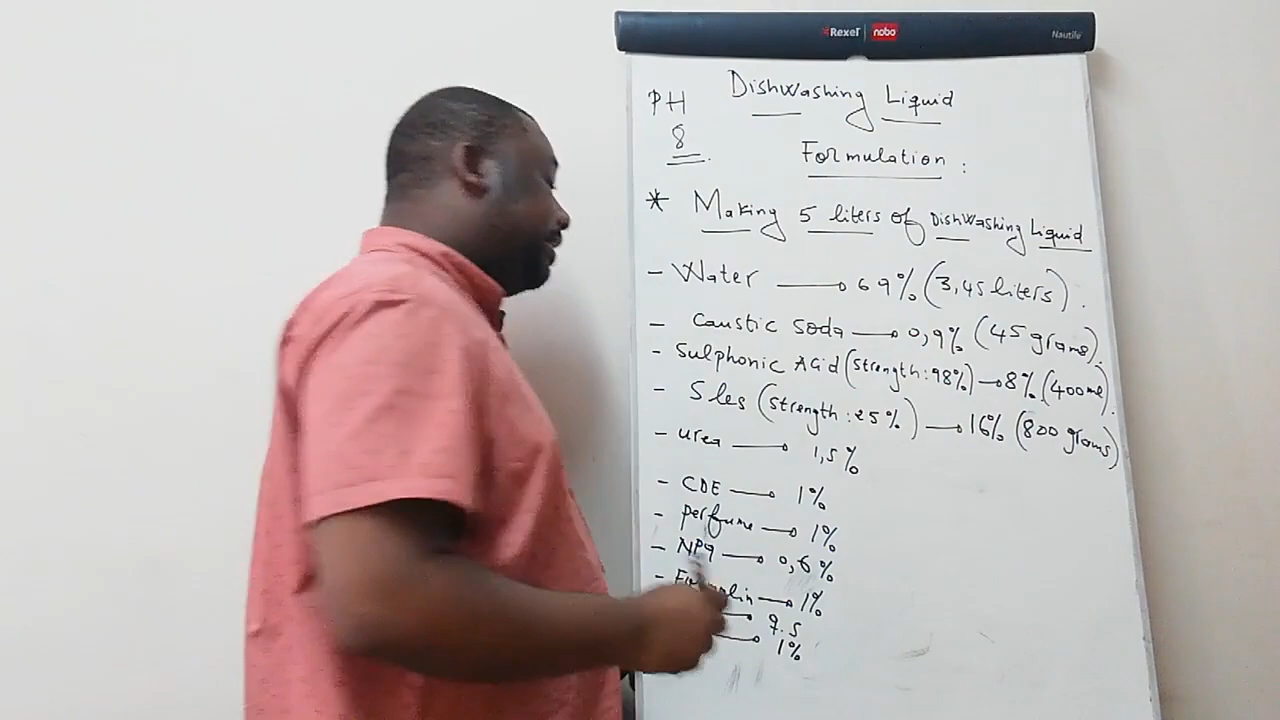 Rexel nobo Nautile
PH Dishwashing Liquid
8
Formulation :
* Making 5 liters of Dishwashing Liquid
- Water → 69% (3,45 liters).
- Caustic soda → 0,9% (45 grams).
- Sulphonic Acid (strength: 98%) → 8% (400ml).
- Sles (strength: 25%) → 16% (800 grams)
- urea → 1,5%
- CDE → 1%
- perfume → 1%
- NP9 → 0,6%
- Formolin → 1%
→ q.s
→ 1%